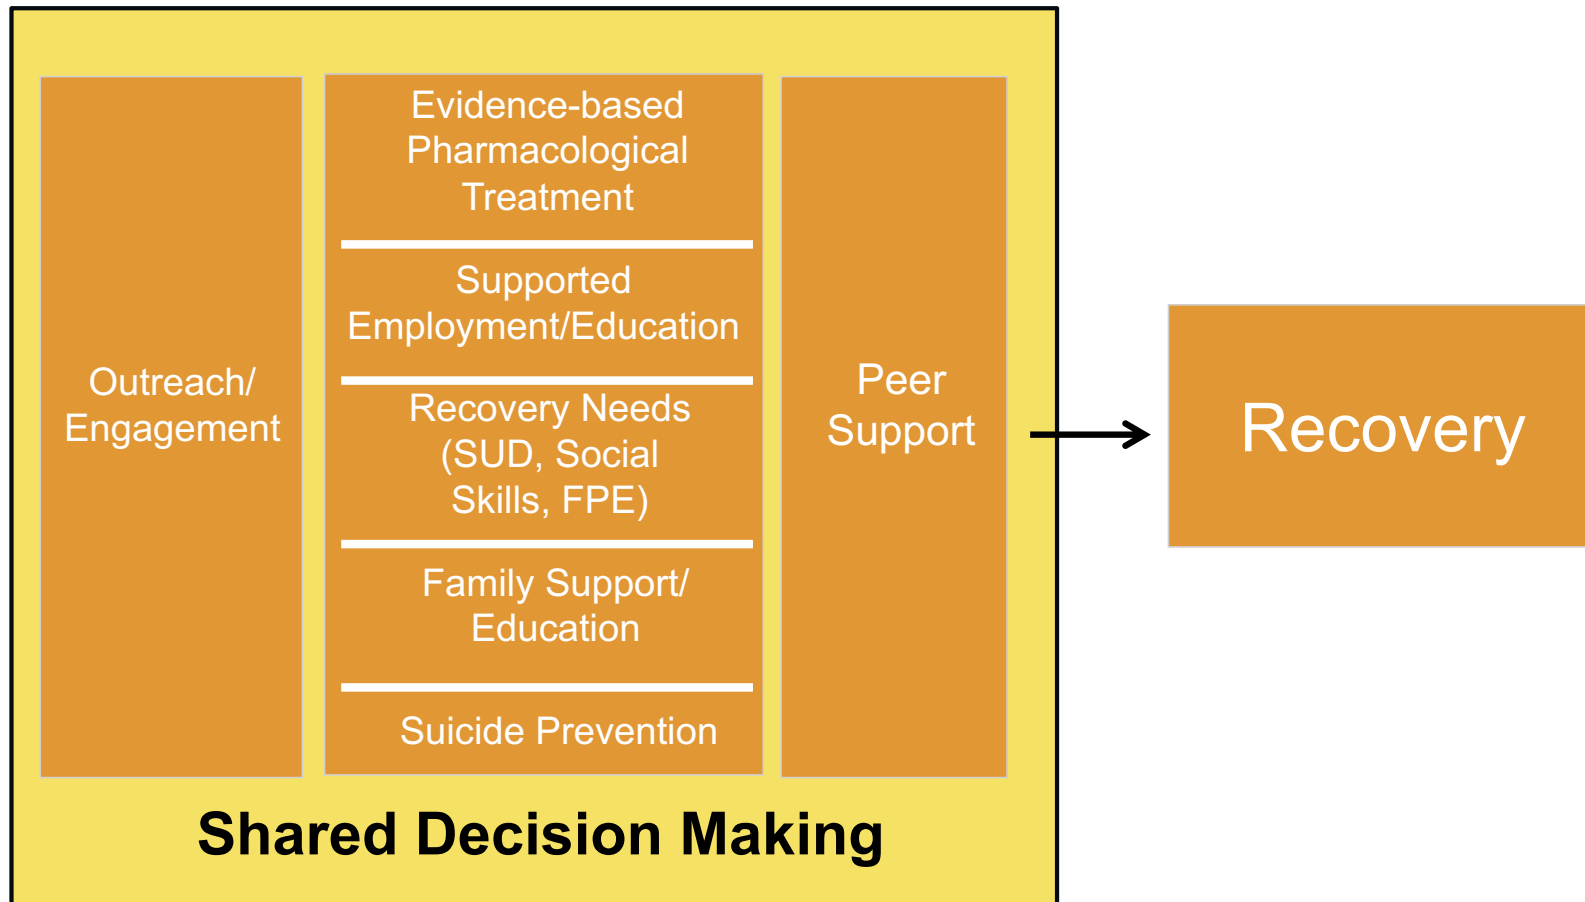 Outreach/
Engagement
Evidence-based
Pharmacological
Treatment
Supported
Employment/Education
Recovery Needs
(SUD, Social
Skills, FPE)
Family Support/
Education
Suicide Prevention
Peer
Support
Shared Decision Making
Recovery